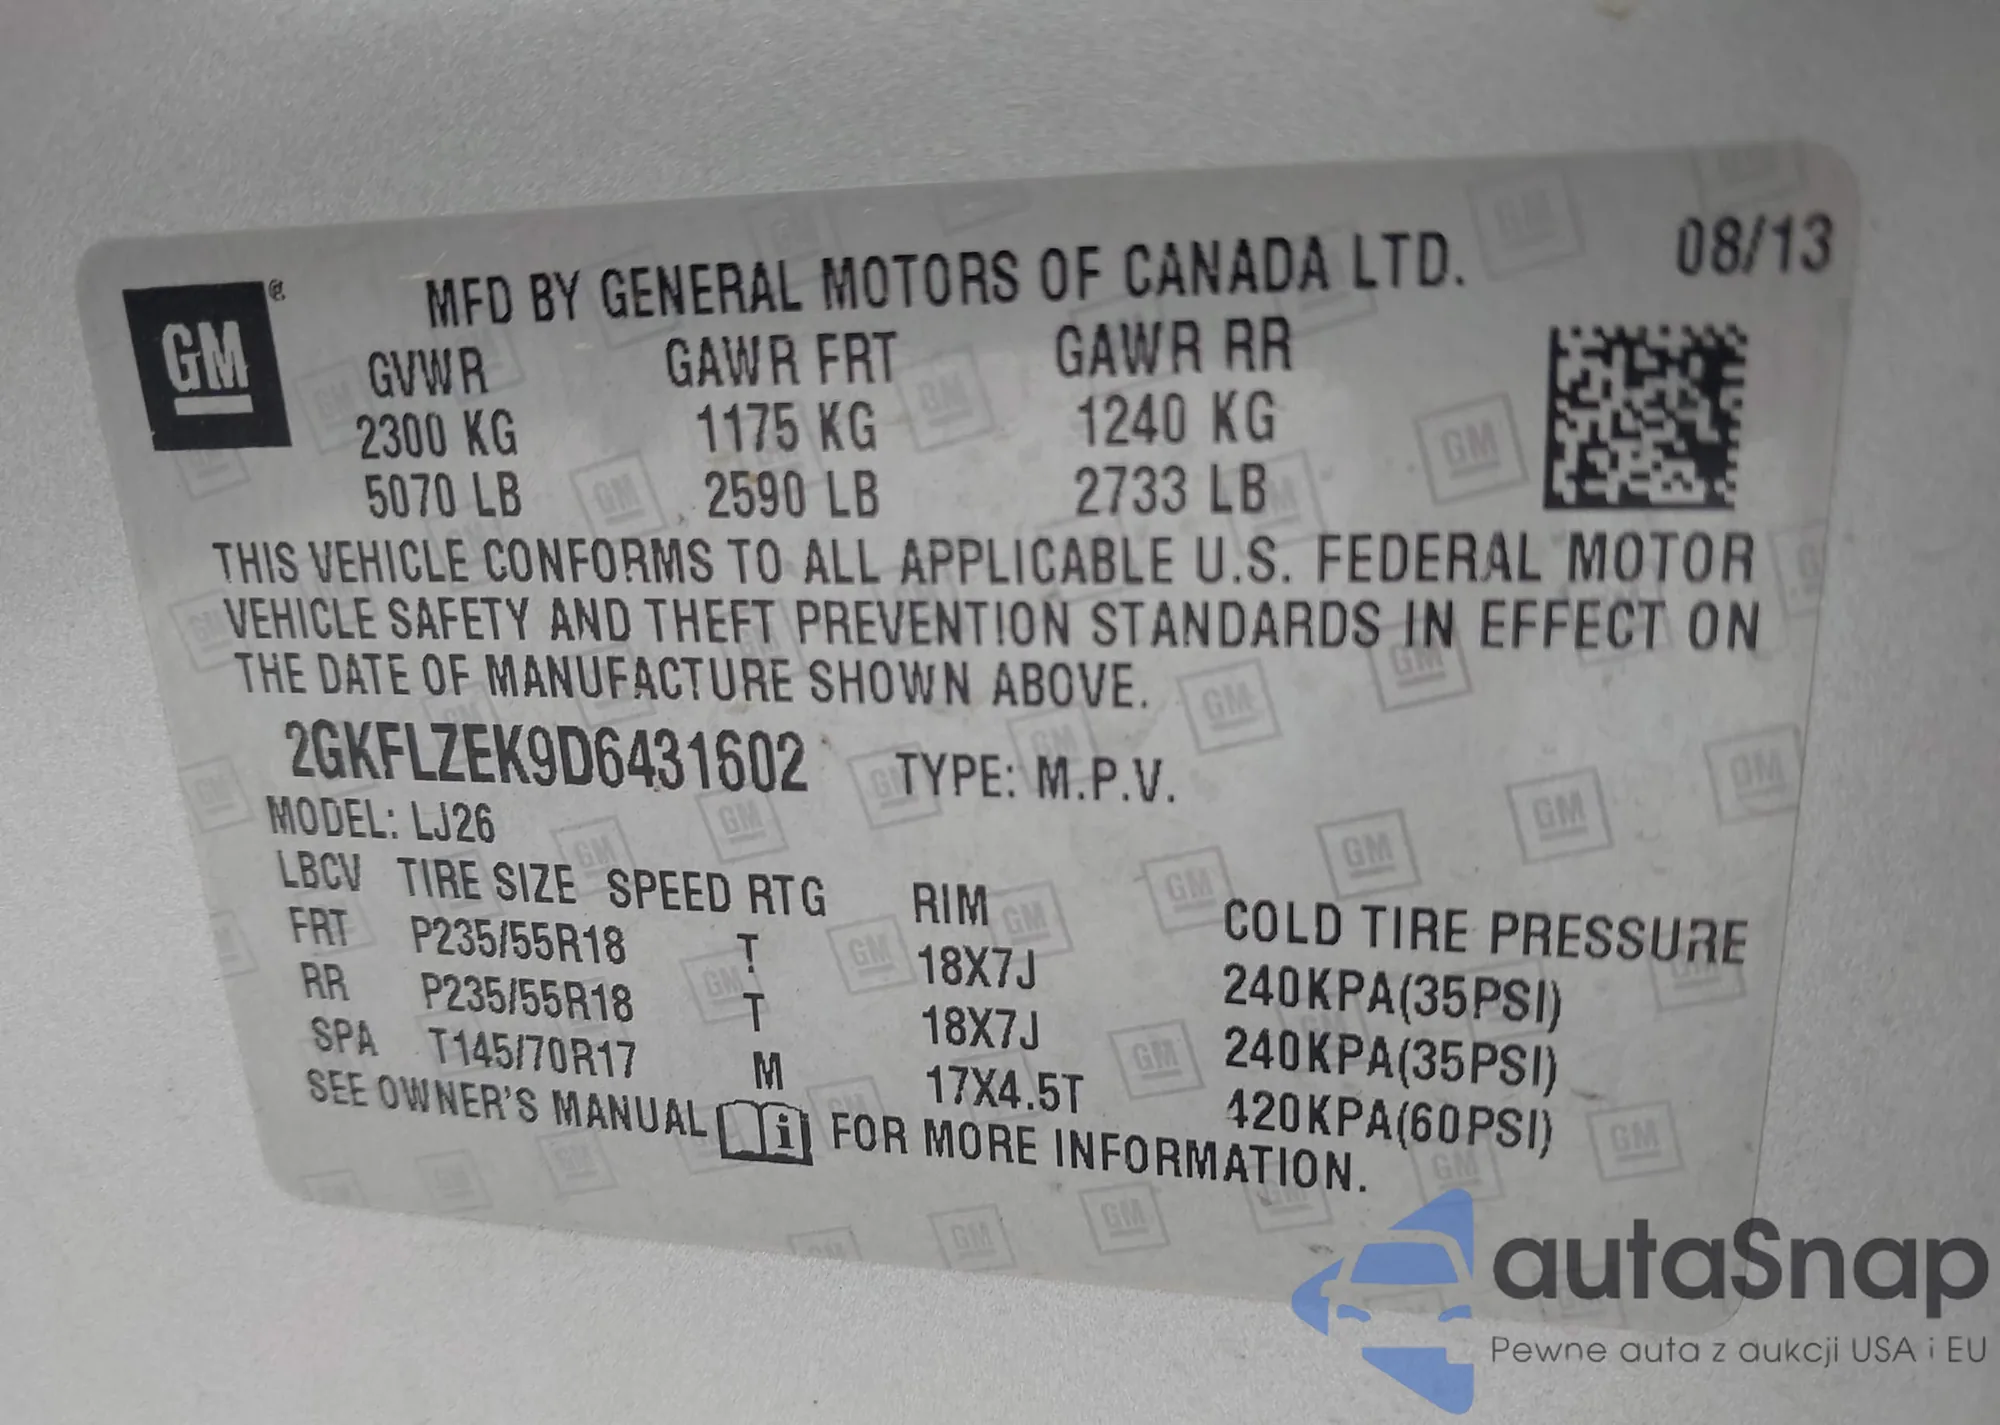 08/13
GM®
MFD BY GENERAL MOTORS OF CANADA LTD.
GVWR GAWR FRT GAWR RR
2300 KG 1175 KG 1240 KG
5070 LB 2590 LB 2733 LB
THIS VEHICLE CONFORMS TO ALL APPLICABLE U.S. FEDERAL MOTOR
VEHICLE SAFETY AND THEFT PREVENTION STANDARDS IN EFFECT ON
THE DATE OF MANUFACTURE SHOWN ABOVE.
2GKFLZEK9D6431602 TYPE: M.P.V.
MODEL: LJ26
LBCV TIRE SIZE SPEED RTG RIM COLD TIRE PRESSURE
FRT P235/55R18 T 18X7J 240KPA(35PSI)
RR P235/55R18 T 18X7J 240KPA(35PSI)
SPA T145/70R17 M 17X4.5T 420KPA(60PSI)
SEE OWNER'S MANUAL i FOR MORE INFORMATION.
autaSnap
Pewne auta z aukcji USA i EU